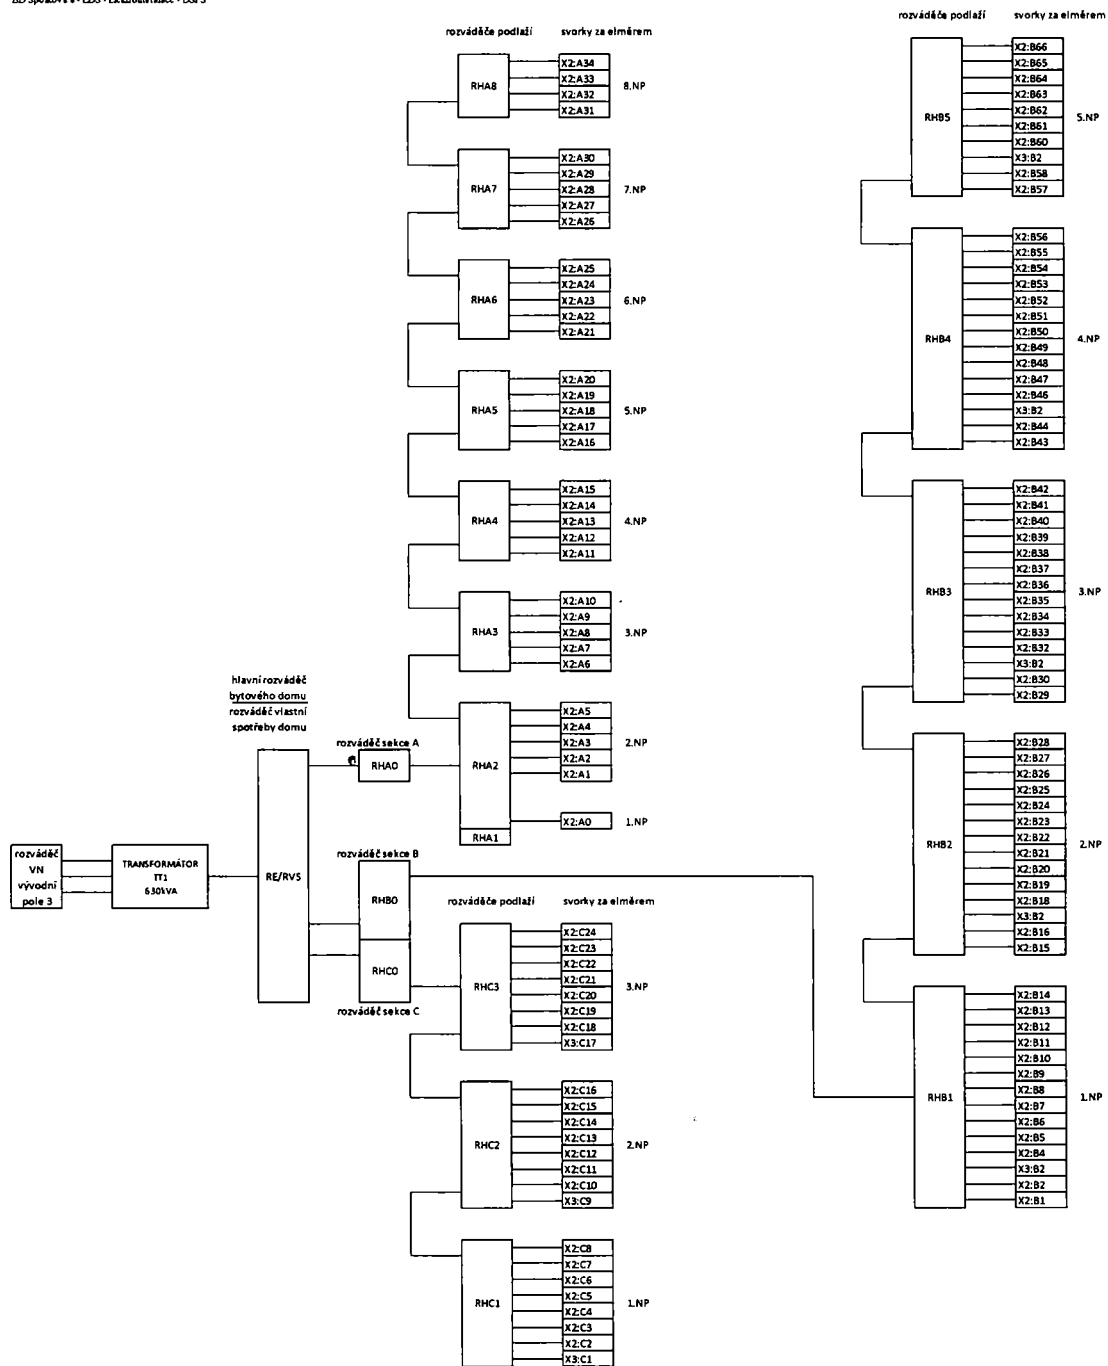 rozváděče podlaží svorky za elměrem
RHA8
X2:A34
X2:A33
X2:A32
X2:A31
8.NP
RHA7
X2:A30
X2:A29
X2:A28
X2:A27
X2:A26
7.NP
RHA6
X2:A25
X2:A24
X2:A23
X2:A22
X2:A21
6.NP
RHA5
X2:A20
X2:A19
X2:A18
X2:A17
X2:A16
5.NP
RHA4
X2:A15
X2:A14
X2:A13
X2:A12
X2:A11
4.NP
RHA3
X2:A10
X2:A9
X2:A8
X2:A7
X2:A6
3.NP
hlavní rozváděč
bytového domu
rozváděč vlastní
spotřeby domu
rozváděč sekce A
RHA0
RHA2
X2:A5
X2:A4
X2:A3
X2:A2
X2:A1
2.NP
X2:A0
1.NP
RHA1
rozváděč
VN
vývodní
pole 3
TRANSFORMÁTOR
TT1
630kVA
RE/RVS
rozváděč sekce B
RHB0
RHC0
rozváděč sekce C
rozváděče podlaží svorky za elměrem
RHC3
X2:C24
X2:C23
X2:C22
X2:C21
X2:C20
X2:C19
X2:C18
X3:C17
3.NP
RHC2
X2:C16
X2:C15
X2:C14
X2:C13
X2:C12
X2:C11
X2:C10
X3:C9
2.NP
RHC1
X2:C8
X2:C7
X2:C6
X2:C5
X2:C4
X2:C3
X2:C2
X3:C1
1.NP
rozváděče podlaží svorky za elměrem
RHB5
X2:B66
X2:B65
X2:B64
X2:B63
X2:B62
X2:B61
X2:B60
X3:B2
X2:B58
X2:B57
5.NP
RHB4
X2:B56
X2:B55
X2:B54
X2:B53
X2:B52
X2:B51
X2:B50
X2:B49
X2:B48
X2:B47
X2:B46
X3:B2
X2:B44
X2:B43
4.NP
RHB3
X2:B42
X2:B41
X2:B40
X2:B39
X2:B38
X2:B37
X2:B36
X2:B35
X2:B34
X2:B33
X2:B32
X3:B2
X2:B30
X2:B29
3.NP
RHB2
X2:B28
X2:B27
X2:B26
X2:B25
X2:B24
X2:B23
X2:B22
X2:B21
X2:B20
X2:B19
X2:B18
X3:B2
X2:B16
X2:B15
2.NP
RHB1
X2:B14
X2:B13
X2:B12
X2:B11
X2:B10
X2:B9
X2:B8
X2:B7
X2:B6
X2:B5
X2:B4
X3:B2
X2:B2
X2:B1
1.NP